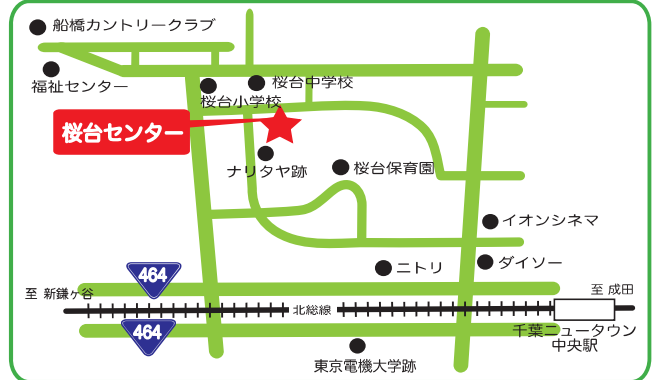 船橋カントリークラブ
福祉センター
桜台中学校
桜台小学校
桜台センター
ナリタヤ跡
桜台保育園
イオンシネマ
ダイソー
ニトリ
464
至 新鎌ヶ谷
至 成田
北総線
464
千葉ニュータウン
中央駅
東京電機大学跡